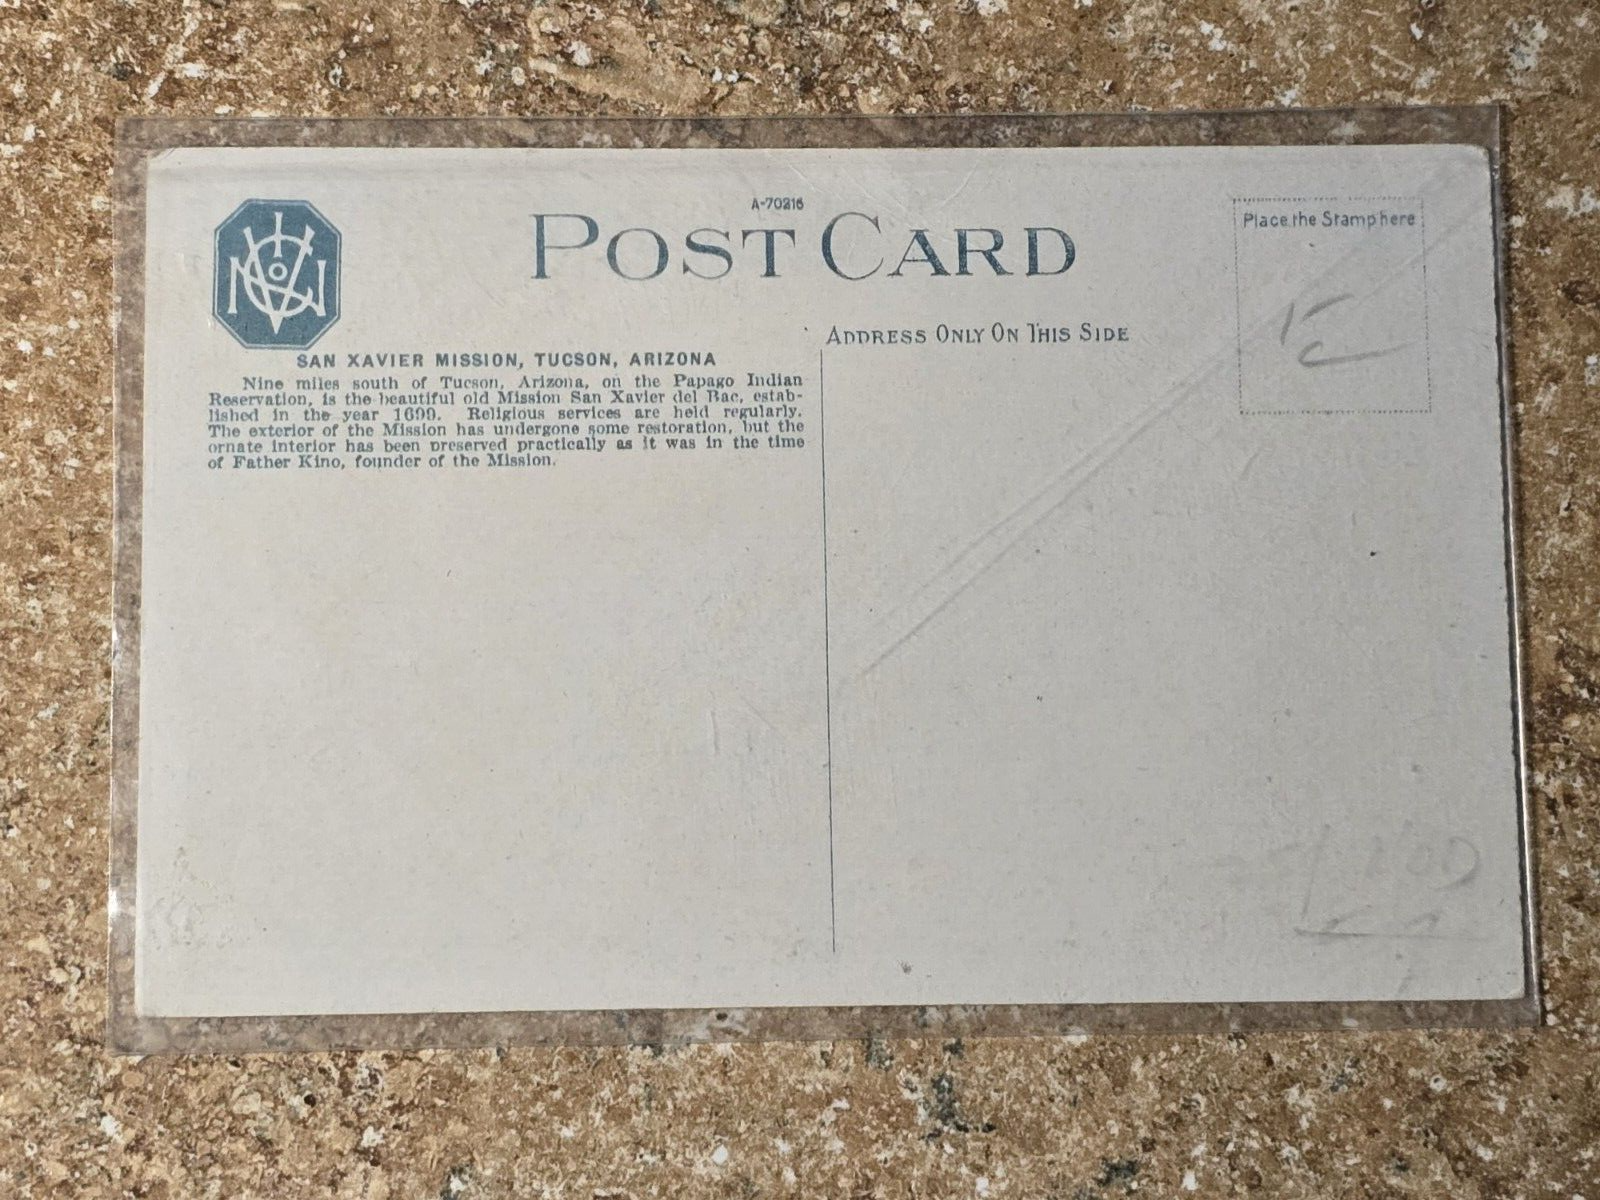 A-70216
POST CARD
Place the Stamp here
ADDRESS ONLY ON THIS SIDE
SAN XAVIER MISSION, TUCSON, ARIZONA
Nine miles south of Tucson, Arizona, on the Papago Indian
Reservation, is the beautiful old Mission San Xavier del Bac, estab-
lished in the year 1699. Religious services are held regularly.
The exterior of the Mission has undergone some restoration, but the
ornate interior has been preserved practically as it was in the time
of Father Kino, founder of the Mission.